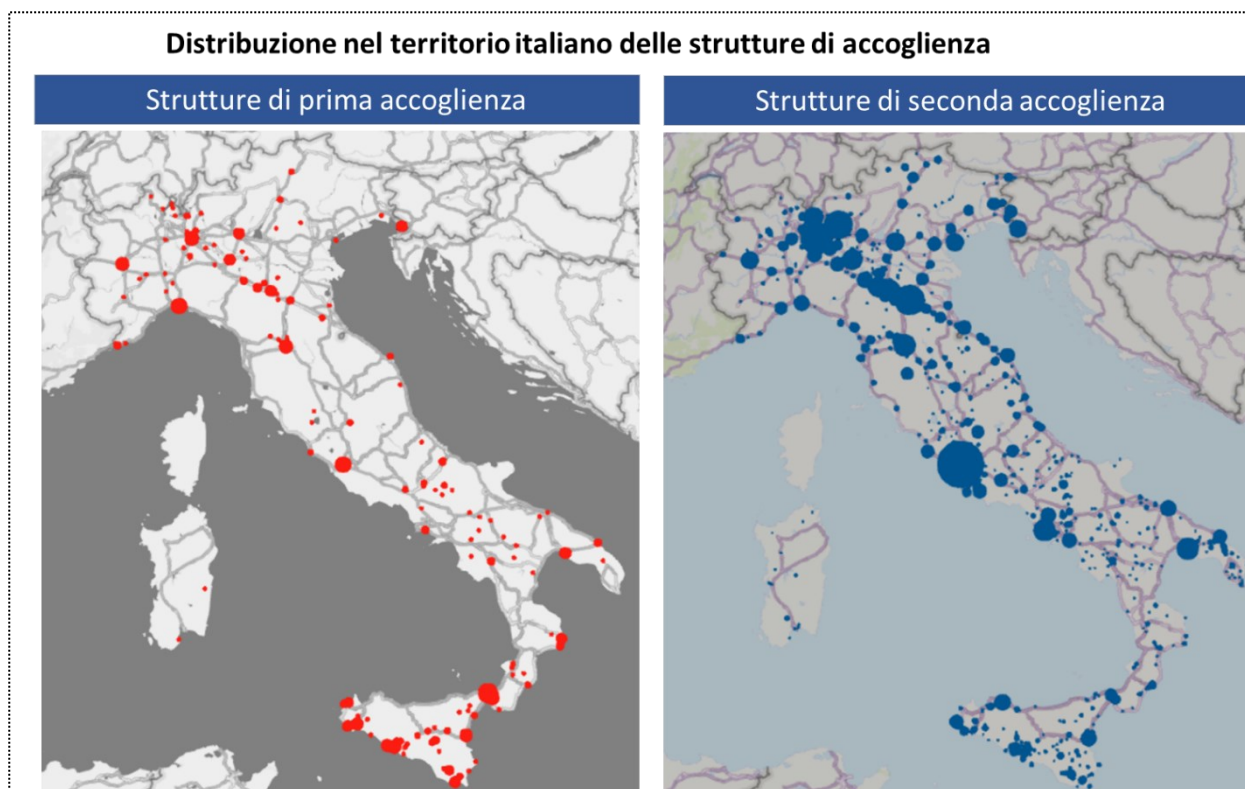 Distribuzione nel territorio italiano delle strutture di accoglienza
Strutture di prima accoglienza
Strutture di seconda accoglienza